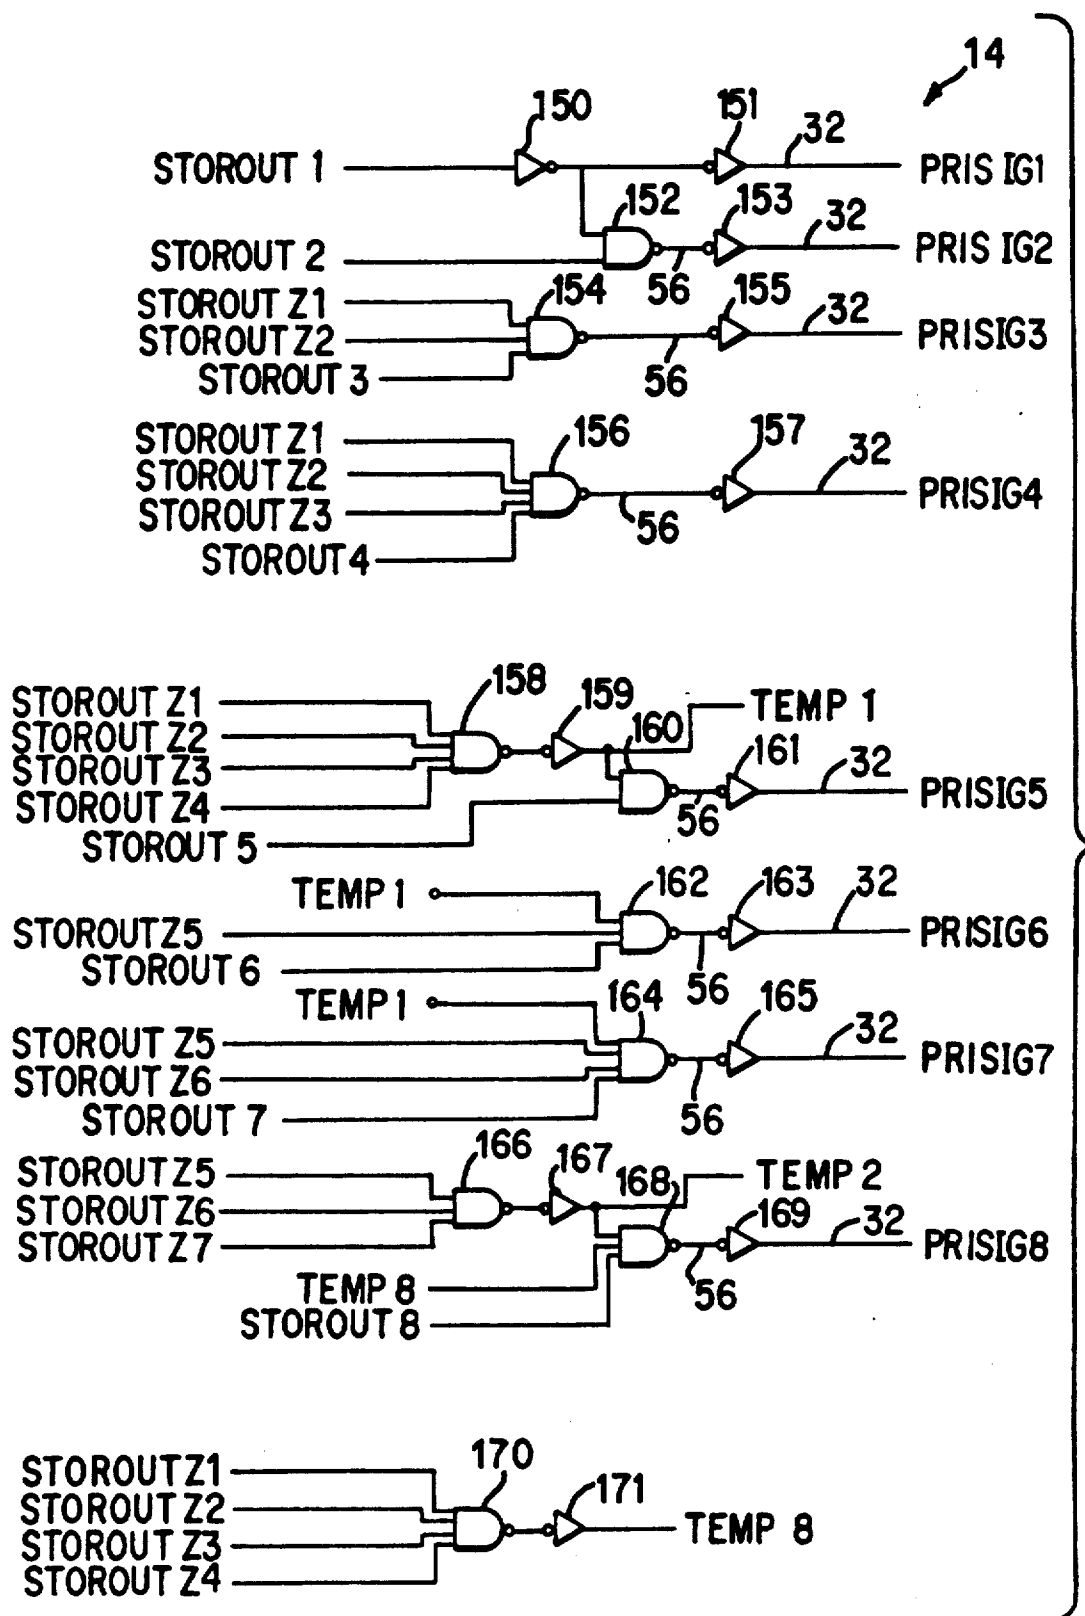 14
150 151 32
STOROUT 1 PRISIG1
152 153 32
STOROUT 2 56 PRISIG2
STOROUT Z1 154 155 32
STOROUT Z2 PRISIG3
STOROUT 3 56
STOROUT Z1 156 157 32
STOROUT Z2
STOROUT Z3 56 PRISIG4
STOROUT 4
STOROUT Z1 158 159 160 TEMP 1
STOROUT Z2 161 32
STOROUT Z3
STOROUT Z4 56 PRISIG5
STOROUT 5
TEMP 1 162 163 32
STOROUT Z5 PRISIG6
STOROUT 6 56
TEMP 1 164 165 32
STOROUT Z5
STOROUT Z6 PRISIG7
STOROUT 7 56
STOROUT Z5 166 167 168 TEMP 2
STOROUT Z6 169 32
STOROUT Z7 PRISIG8
TEMP 8 56
STOROUT 8
STOROUT Z1 170 171
STOROUT Z2
STOROUT Z3 TEMP 8
STOROUT Z4